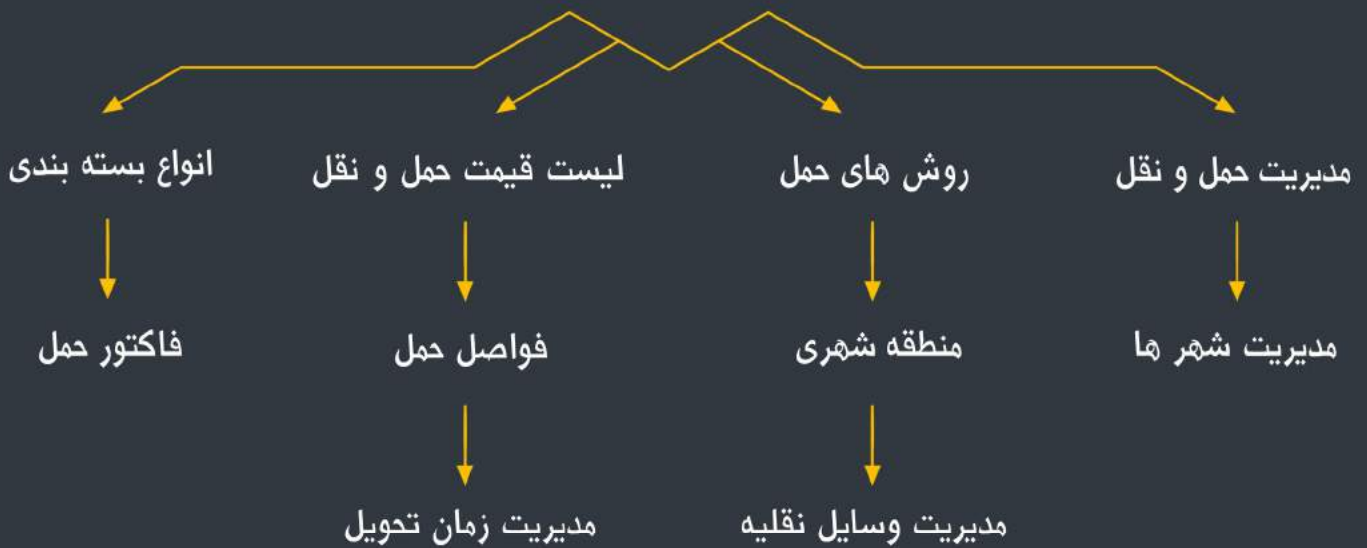 مدیریت حمل و نقل
روش های حمل
لیست قیمت حمل و نقل
انواع بسته بندی
مدیریت شهر ها
منطقه شهری
فواصل حمل
فاکتور حمل
مدیریت وسایل نقلیه
مدیریت زمان تحویل